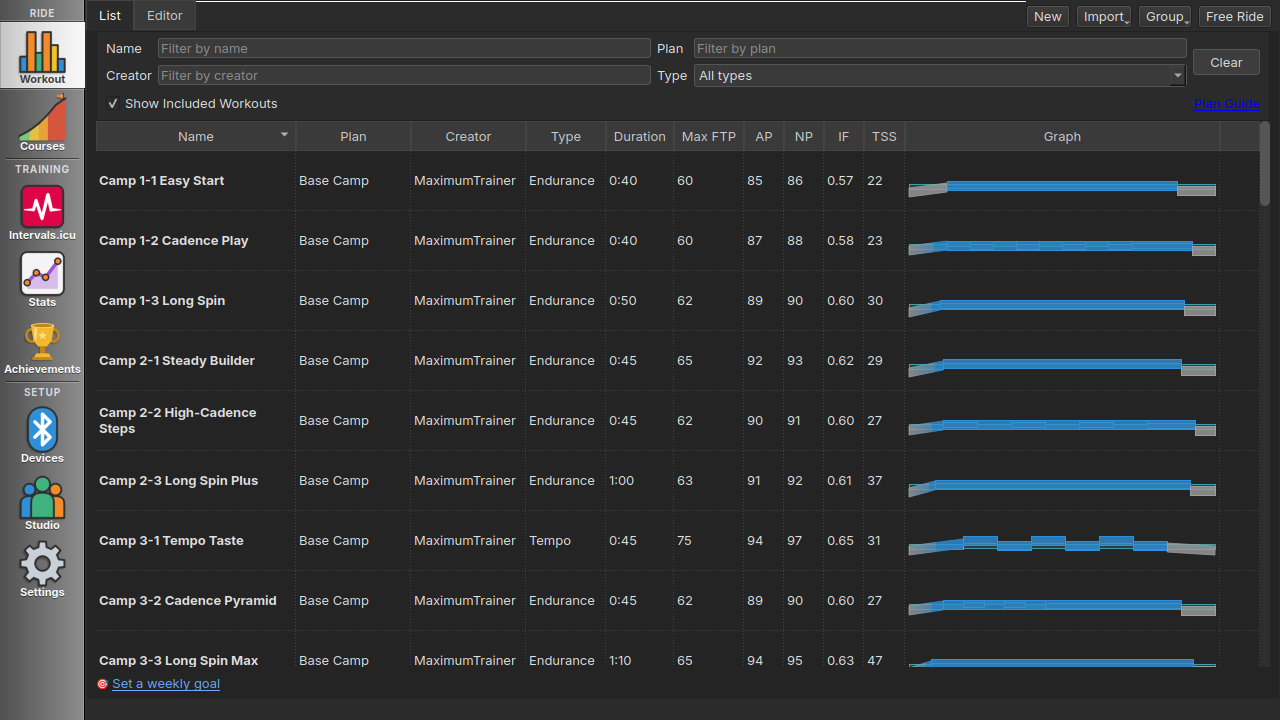 RIDE
Workout
Courses
TRAINING
Intervals.icu
Stats
Achievements
SETUP
Devices
Studio
Settings
List Editor New Import Group Free Ride
Name Filter by name Plan Filter by plan
Creator Filter by creator Type All types Clear
Show Included Workouts Plan Guide
Name Plan Creator Type Duration Max FTP AP NP IF TSS Graph
Camp 1-1 Easy Start Base Camp MaximumTrainer Endurance 0:40 60 85 86 0.57 22
Camp 1-2 Cadence Play Base Camp MaximumTrainer Endurance 0:40 60 87 88 0.58 23
Camp 1-3 Long Spin Base Camp MaximumTrainer Endurance 0:50 62 89 90 0.60 30
Camp 2-1 Steady Builder Base Camp MaximumTrainer Endurance 0:45 65 92 93 0.62 29
Camp 2-2 High-Cadence
Steps Base Camp MaximumTrainer Endurance 0:45 62 90 91 0.60 27
Camp 2-3 Long Spin Plus Base Camp MaximumTrainer Endurance 1:00 63 91 92 0.61 37
Camp 3-1 Tempo Taste Base Camp MaximumTrainer Tempo 0:45 75 94 97 0.65 31
Camp 3-2 Cadence Pyramid Base Camp MaximumTrainer Endurance 0:45 62 89 90 0.60 27
Camp 3-3 Long Spin Max Base Camp MaximumTrainer Endurance 1:10 65 94 95 0.63 47
Set a weekly goal